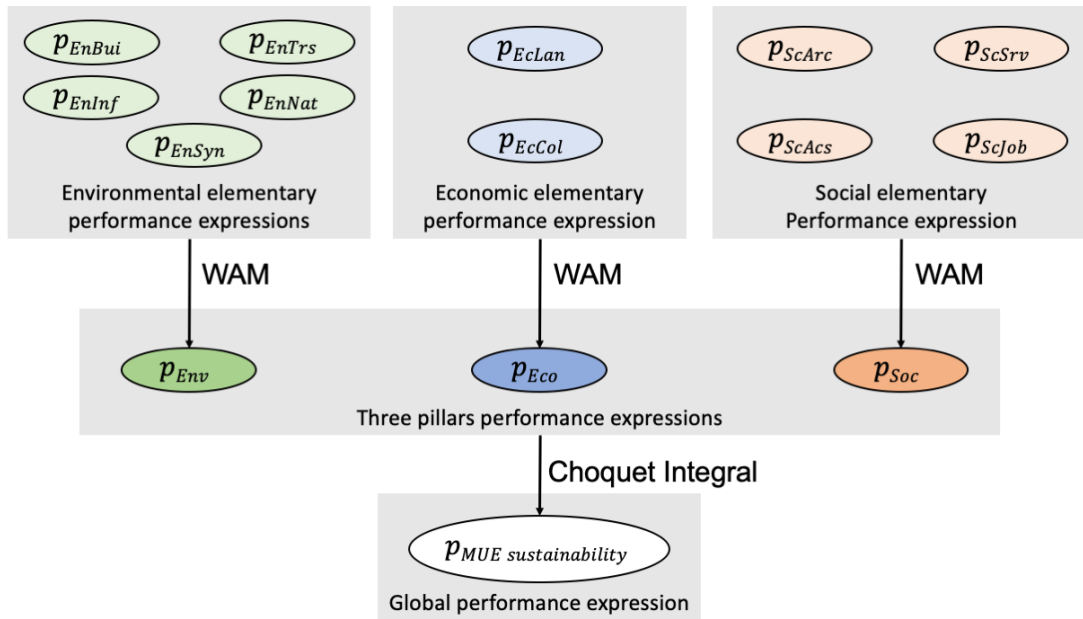 p_EnBui
p_EnTrs
p_EnInf
p_EnNat
p_EnSyn
Environmental elementary
performance expressions
p_EcLan
p_EcCol
Economic elementary
performance expression
p_ScArc
p_ScSrv
p_ScAcs
p_ScJob
Social elementary
Performance expression
WAM
WAM
WAM
p_Env
p_Eco
p_Soc
Three pillars performance expressions
Choquet Integral
p_MUE sustainability
Global performance expression